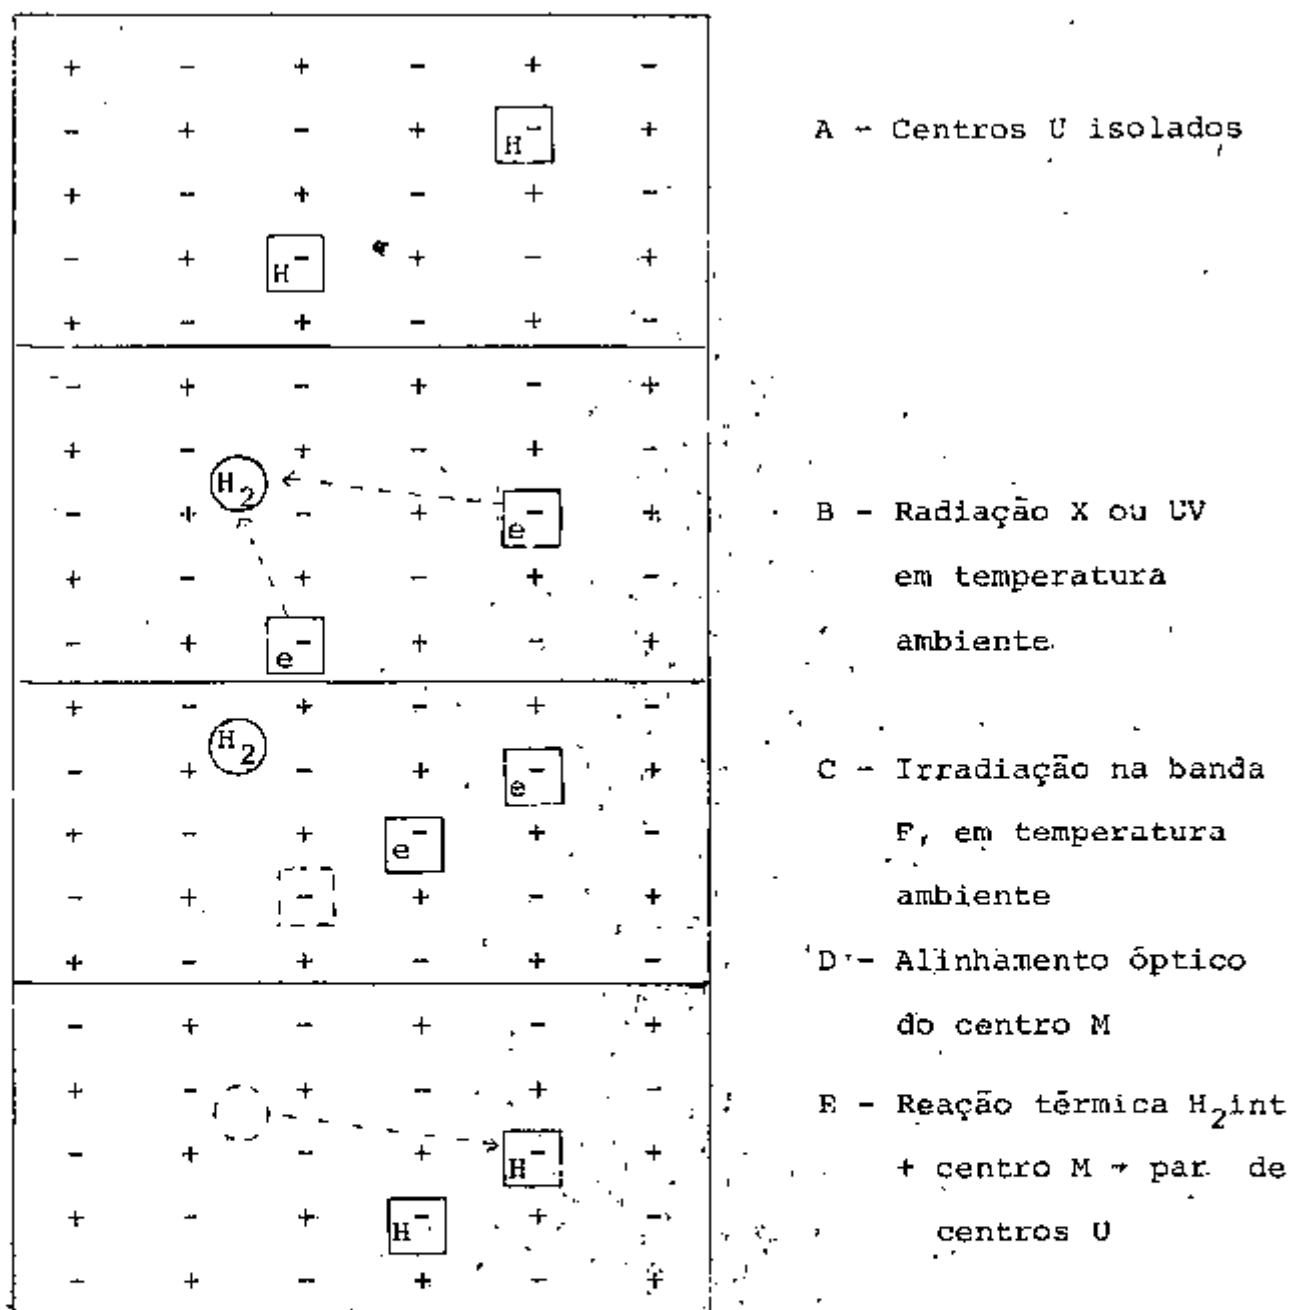 + - + - + -
- + - + H- +
+ - + - + -
- + H- + - +
+ - + - + -
A - Centros U isolados
- + - + - +
+ - + - + -
H2
- + - + e- +
+ - + - + -
- + e- + - +
B - Radiação X ou UV
em temperatura
ambiente
+ - + - + -
H2
- + - + e- +
+ - + e- + -
- + - + - +
+ - + - + -
C - Irradiação na banda
F, em temperatura
ambiente
D - Alinhamento óptico
do centro M
- + - + - +
+ - + - + -
- + - + H- +
+ - + H- + -
- + - + - +
E - Reação térmica H2int
+ centro M → par de
centros U